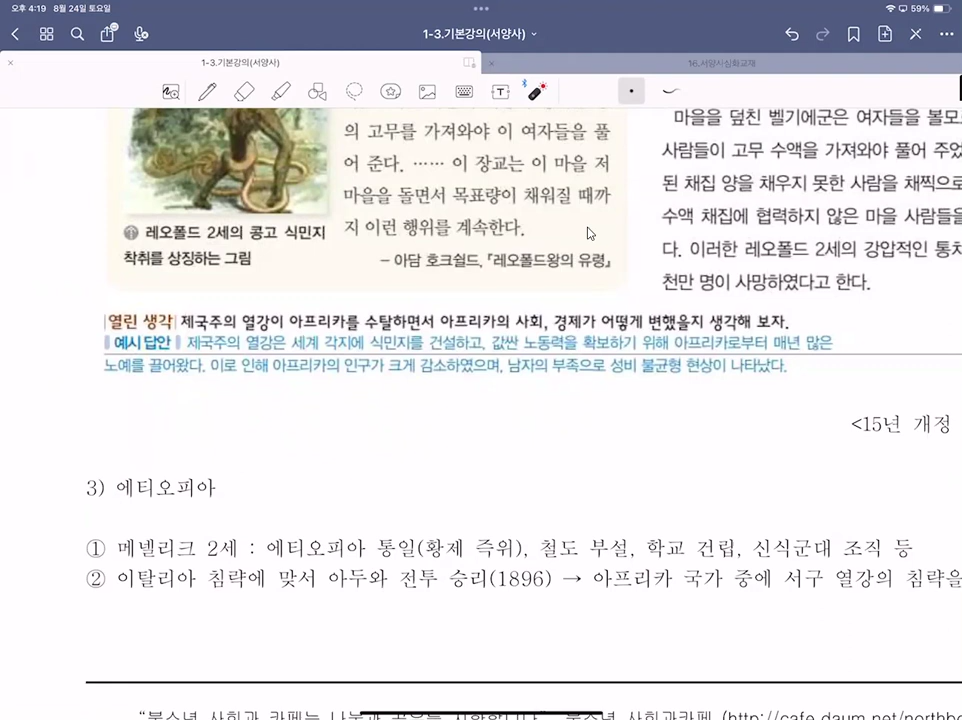 오후 4:19 8월 24일 토요일
59%
1-3.기본강의(서양사)
1-3.기본강의(서양사)
16.서양사심화교재
의 고무를 가져와야 이 여자들을 풀
어 준다. …… 이 장교는 이 마을 저
마을을 돌면서 목표량이 채워질 때까
지 이런 행위를 계속한다.
– 아담 호크쉴드, 『레오폴드왕의 유령』
레오폴드 2세의 콩고 식민지
착취를 상징하는 그림
마을을 덮친 벨기에군은 여자들을 볼모로
사람들이 고무 수액을 가져와야 풀어 주었
된 채집 양을 채우지 못한 사람을 채찍으로
수액 채집에 협력하지 않은 마을 사람들을
다. 이러한 레오폴드 2세의 강압적인 통치
천만 명이 사망하였다고 한다.
열린 생각 제국주의 열강이 아프리카를 수탈하면서 아프리카의 사회, 경제가 어떻게 변했을지 생각해 보자.
예시 답안 제국주의 열강은 세계 각지에 식민지를 건설하고, 값싼 노동력을 확보하기 위해 아프리카로부터 매년 많은
노예를 끌어왔다. 이로 인해 아프리카의 인구가 크게 감소하였으며, 남자의 부족으로 성비 불균형 현상이 나타났다.
<15년 개정
3) 에티오피아
① 메넬리크 2세 : 에티오피아 통일(황제 즉위), 철도 부설, 학교 건립, 신식군대 조직 등
② 이탈리아 침략에 맞서 아두와 전투 승리(1896) → 아프리카 국가 중에 서구 열강의 침략을